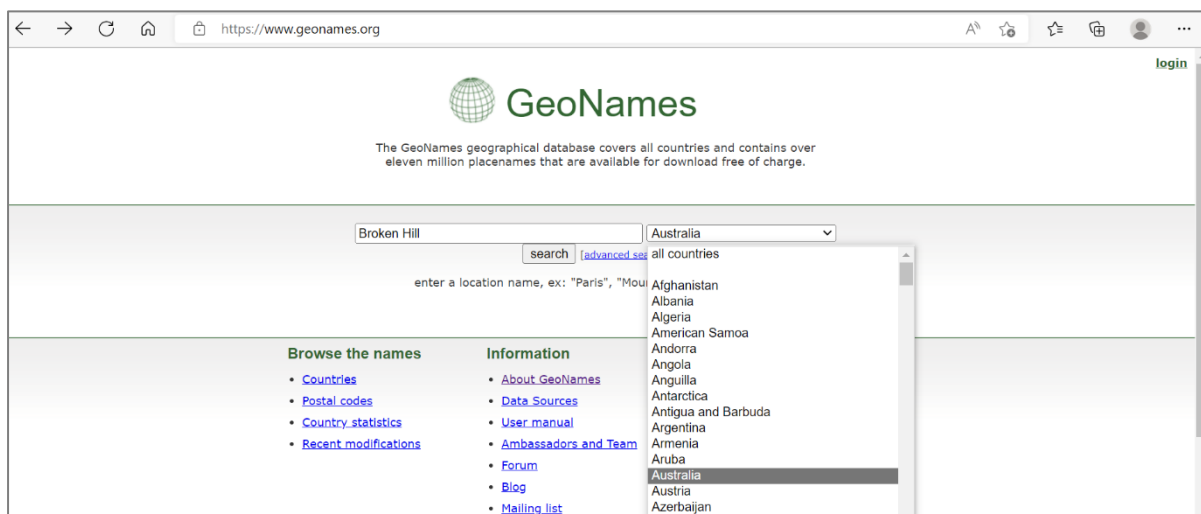 https://www.geonames.org
login
GeoNames
The GeoNames geographical database covers all countries and contains over
eleven million placenames that are available for download free of charge.
Broken Hill
Australia
search [advanced sea
enter a location name, ex: "Paris", "Mou
all countries
Afghanistan
Albania
Algeria
American Samoa
Andorra
Angola
Anguilla
Antarctica
Antigua and Barbuda
Argentina
Armenia
Aruba
Australia
Austria
Azerbaijan
Browse the names
• Countries
• Postal codes
• Country statistics
• Recent modifications
Information
• About GeoNames
• Data Sources
• User manual
• Ambassadors and Team
• Forum
• Blog
• Mailing list